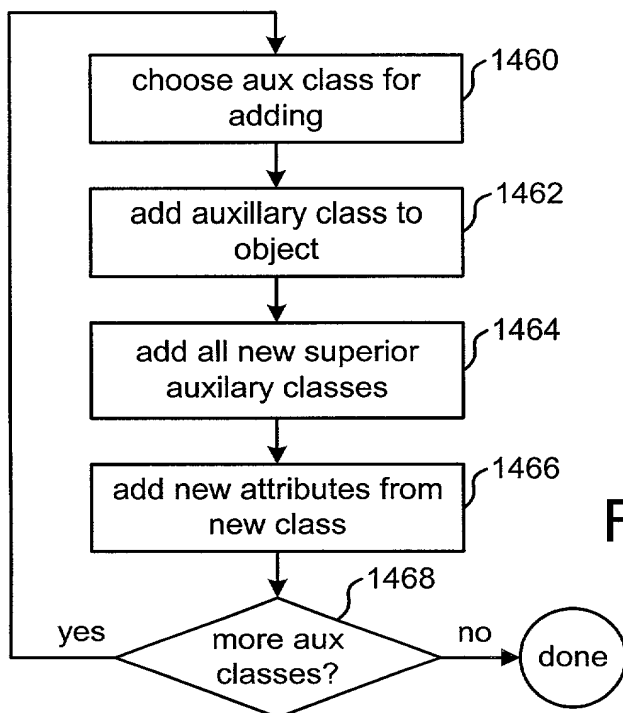 choose aux class for
adding
1460
add auxillary class to
object
1462
add all new superior
auxilary classes
1464
add new attributes from
new class
1466
1468
yes
more aux
classes?
no
done
F